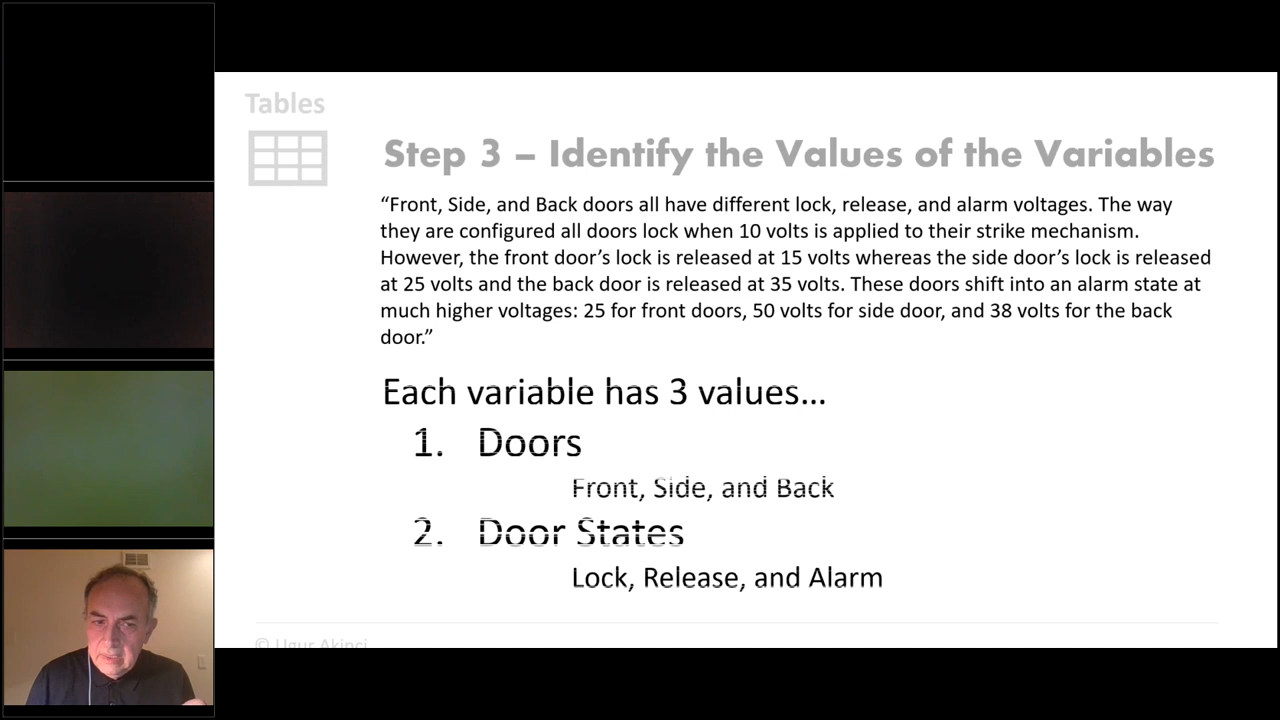 Tables
Step 3 – Identify the Values of the Variables
“Front, Side, and Back doors all have different lock, release, and alarm voltages. The way
they are configured all doors lock when 10 volts is applied to their strike mechanism.
However, the front door’s lock is released at 15 volts whereas the side door’s lock is released
at 25 volts and the back door is released at 35 volts. These doors shift into an alarm state at
much higher voltages: 25 for front doors, 50 volts for side door, and 38 volts for the back
door.”
Each variable has 3 values…
1. Doors
Front, Side, and Back
2. Door States
Lock, Release, and Alarm
© Ugur Akinci